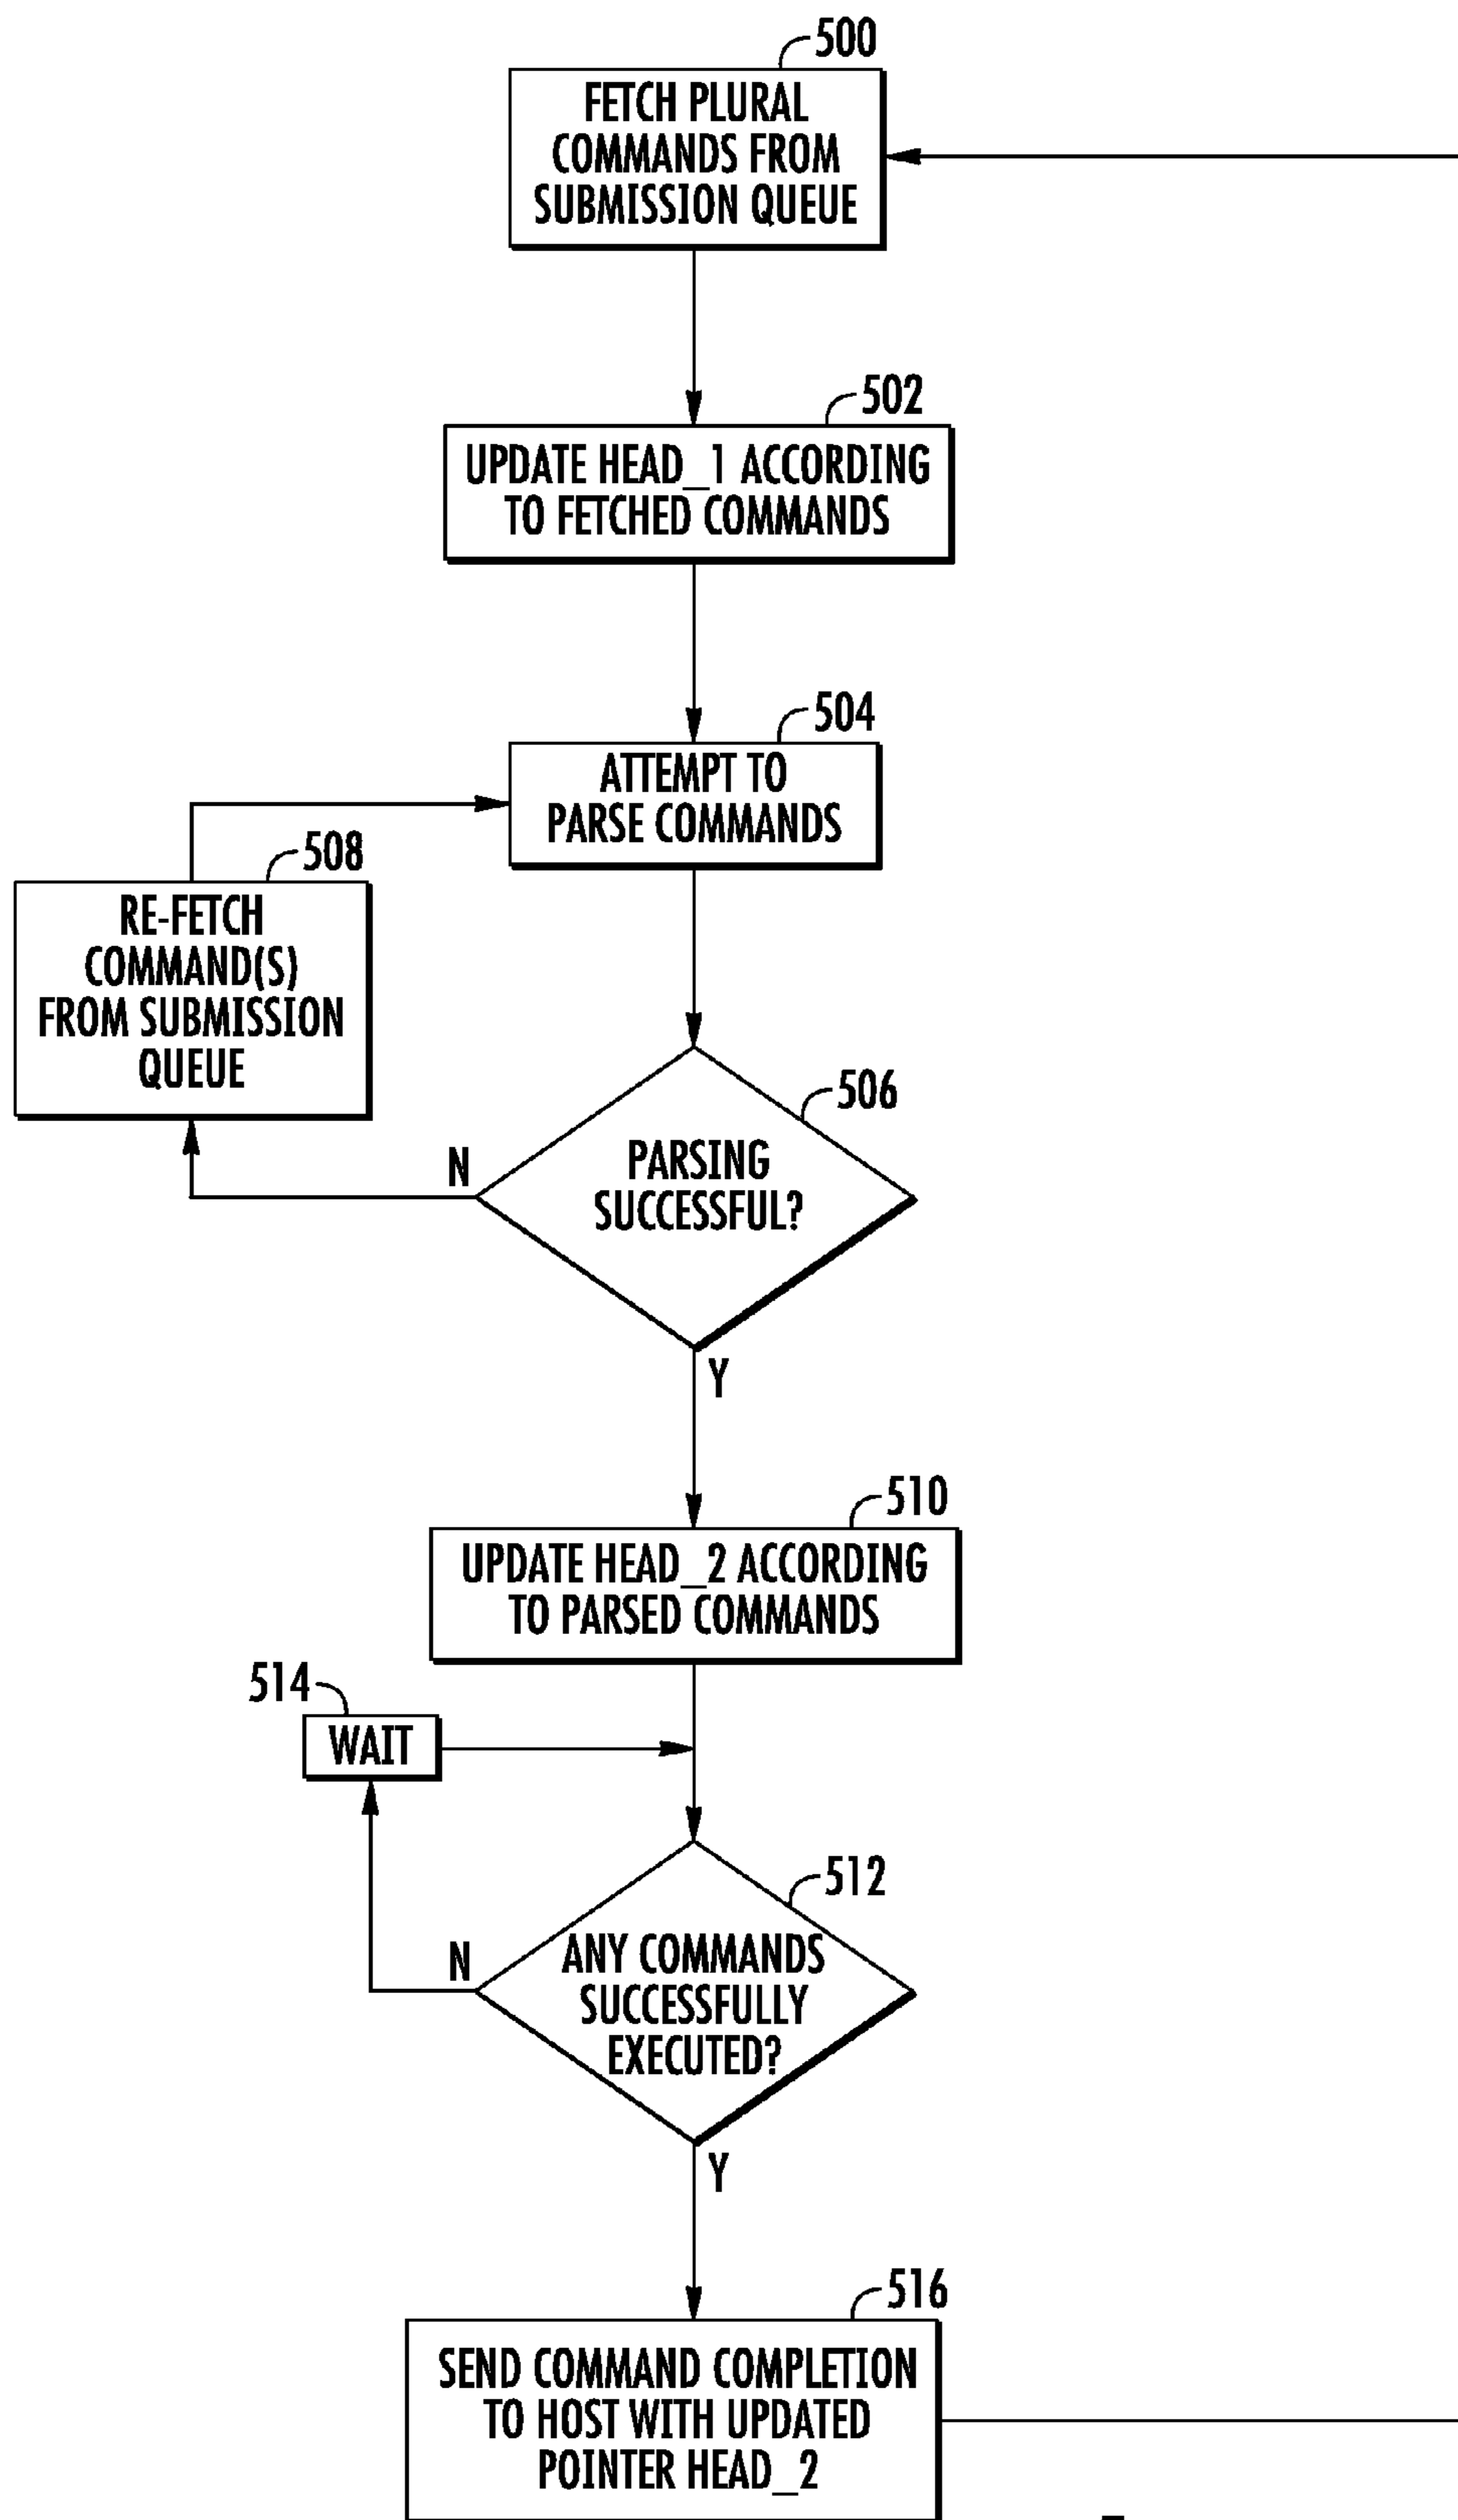 500
FETCH PLURAL
COMMANDS FROM
SUBMISSION QUEUE
502
UPDATE HEAD_1 ACCORDING
TO FETCHED COMMANDS
504
ATTEMPT TO
PARSE COMMANDS
508
RE-FETCH
COMMAND(S)
FROM SUBMISSION
QUEUE
506
PARSING
SUCCESSFUL?
N
Y
510
UPDATE HEAD_2 ACCORDING
TO PARSED COMMANDS
514
WAIT
512
ANY COMMANDS
SUCCESSFULLY
EXECUTED?
N
Y
516
SEND COMMAND COMPLETION
TO HOST WITH UPDATED
POINTER HEAD_2